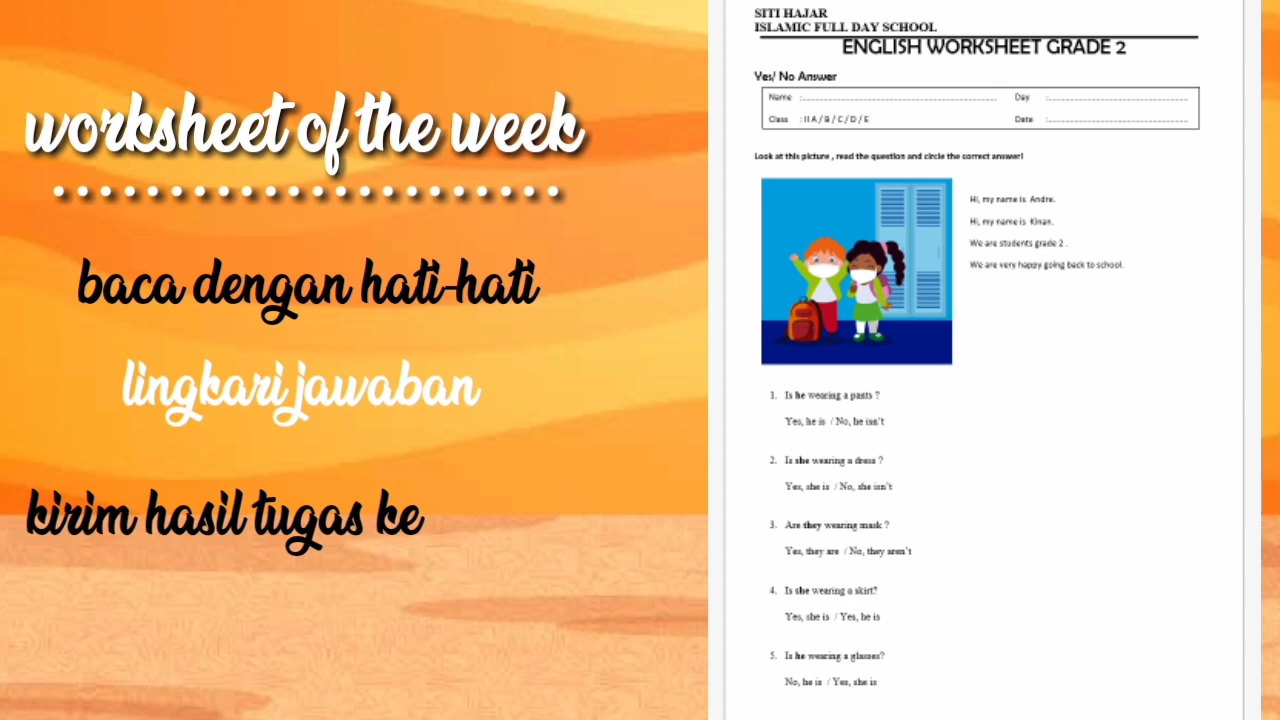 worksheet of the week
baca dengan hati-hati
lingkari jawaban
kirim hasil tugas ke
SITI HAJAR
ISLAMIC FULL DAY SCHOOL
ENGLISH WORKSHEET GRADE 2
Yes/ No Answer
Name :.................... Day :....................
Class : II A / B / C / D / E Date :....................
Look at this picture , read the question and circle the correct answer!
Hi, my name is Andre.
Hi, my name is Kinan.
We are students grade 2 .
We are very happy going back to school.
1. Is he wearing a pants ?
Yes, he is / No, he isn't
2. Is she wearing a dress ?
Yes, she is / No, she isn't
3. Are they wearing mask ?
Yes, they are / No, they aren't
4. Is she wearing a skirt?
Yes, she is / Yes, he is
5. Is he wearing a glasses?
No, he is / Yes, she is